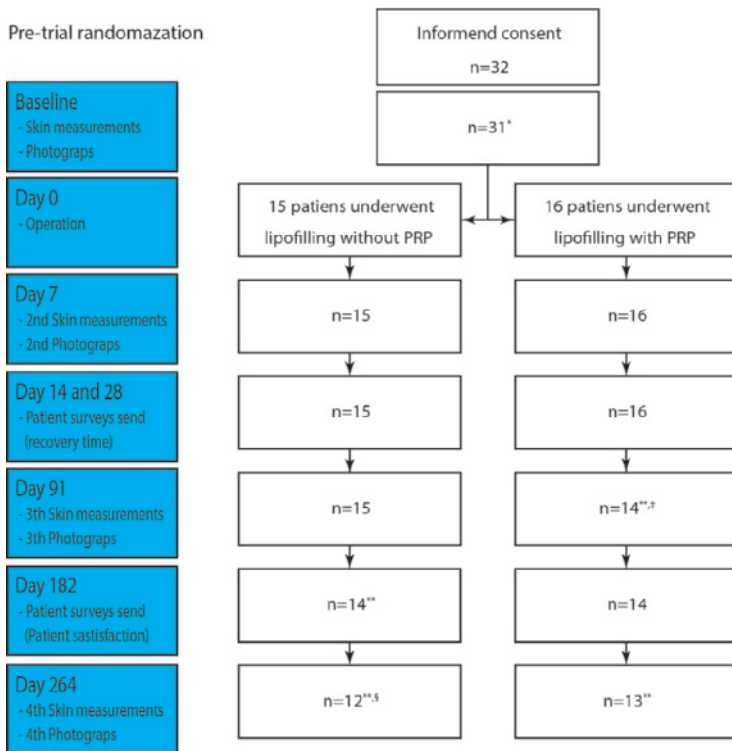 Pre-trial randomazation
Informend consent
n=32
Baseline
- Skin measurements
- Photograps
n=31*
Day 0
- Operation
15 patiens underwent
lipofilling without PRP
16 patiens underwent
lipofilling with PRP
Day 7
- 2nd Skin measurements
- 2nd Photograps
n=15
n=16
Day 14 and 28
- Patient surveys send
(recovery time)
n=15
n=16
Day 91
- 3th Skin measurements
- 3th Photograps
n=15
n=14**,‡
Day 182
- Patient surveys send
(Patient sastisfaction)
n=14**
n=14
Day 264
- 4th Skin measurements
- 4th Photograps
n=12**,§
n=13**